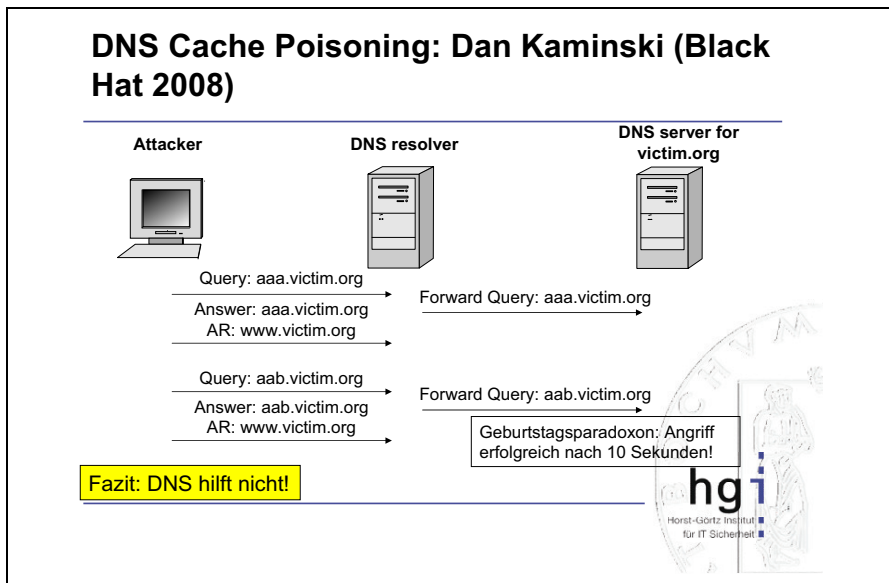 DNS Cache Poisoning: Dan Kaminski (Black
Hat 2008)
Attacker
DNS resolver
DNS server for
victim.org
Query: aaa.victim.org
Forward Query: aaa.victim.org
Answer: aaa.victim.org
AR: www.victim.org
Query: aab.victim.org
Forward Query: aab.victim.org
Answer: aab.victim.org
AR: www.victim.org
Geburtstagsparadoxon: Angriff
erfolgreich nach 10 Sekunden!
Fazit: DNS hilft nicht!
hgi
Horst-Görtz Institut
für IT Sicherheit